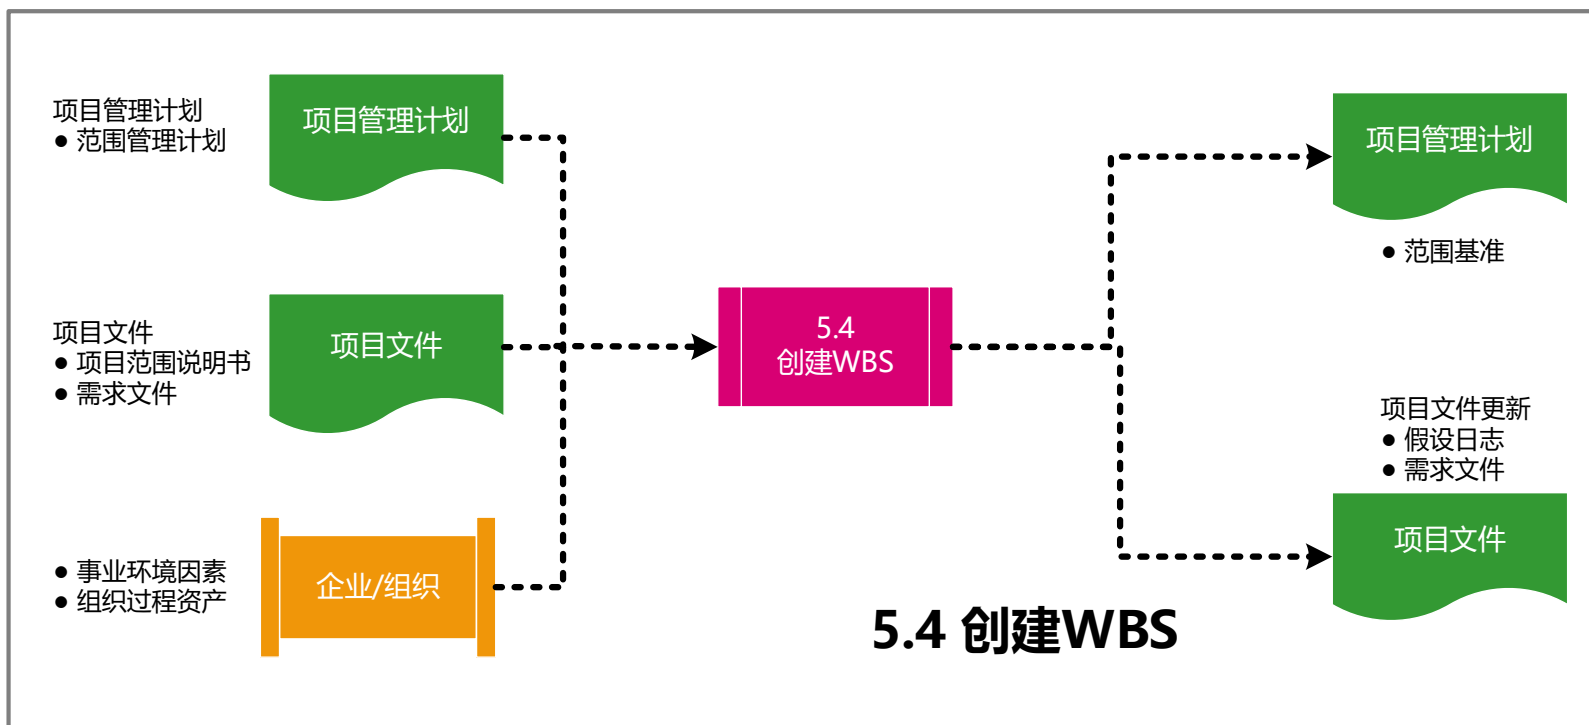 项目管理计划
● 范围管理计划
项目管理计划
项目文件
● 项目范围说明书
● 需求文件
项目文件
● 事业环境因素
● 组织过程资产
企业/组织
5.4
创建WBS
项目管理计划
● 范围基准
项目文件更新
● 假设日志
● 需求文件
项目文件
5.4 创建WBS